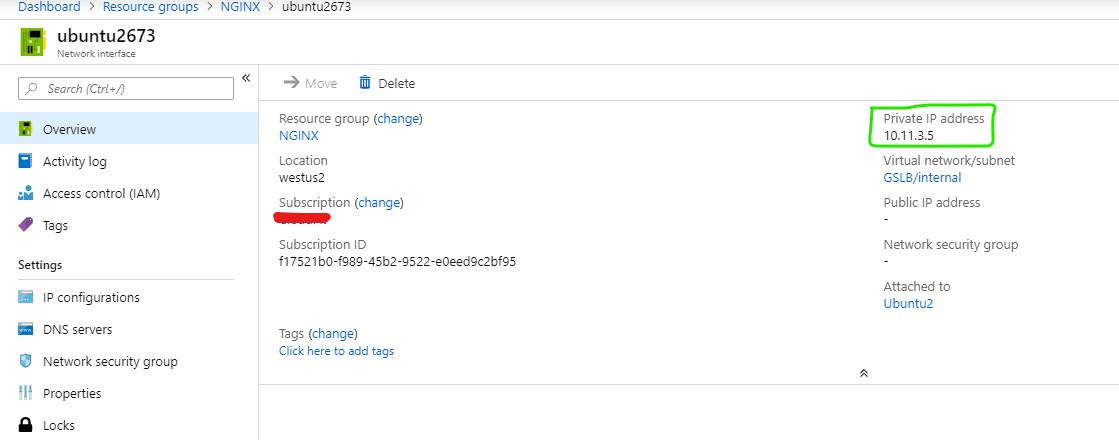 Dashboard > Resource groups > NGINX > ubuntu2673
ubuntu2673
Network interface
Search (Ctrl+/)
Overview
Activity log
Access control (IAM)
Tags
Settings
IP configurations
DNS servers
Network security group
Properties
Locks
Move Delete
Resource group (change)
NGINX
Location
westus2
Subscription (change)
Subscription ID
f17521b0-f989-45b2-9522-e0eed9c2bf95
Tags (change)
Click here to add tags
Private IP address
10.11.3.5
Virtual network/subnet
GSLB/internal
Public IP address
-
Network security group
-
Attached to
Ubuntu2